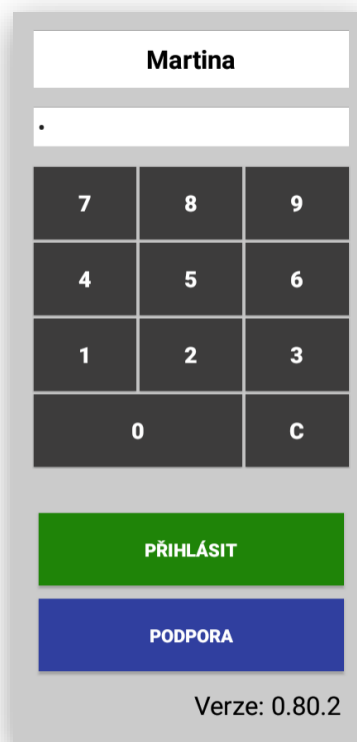 Martina
•
7 8 9
4 5 6
1 2 3
0 C
PŘIHLÁSIT
PODPORA
Verze: 0.80.2